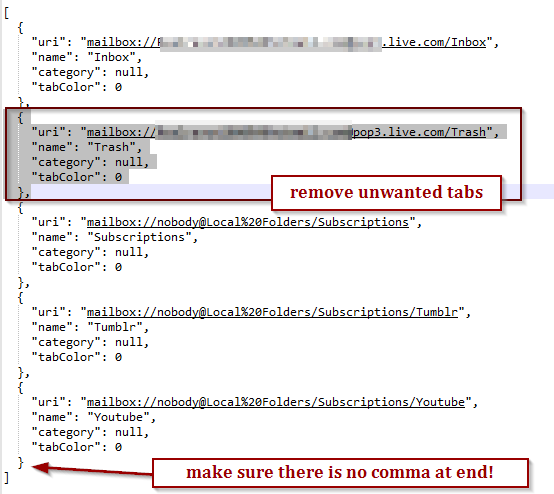 [
{
"uri": "mailbox:// .live.com/Inbox",
"name": "Inbox",
"category": null,
"tabColor": 0
},
{
"uri": "mailbox:// pop3.live.com/Trash",
"name": "Trash",
"category": null,
"tabColor": 0
},
remove unwanted tabs
{
"uri": "mailbox://nobody@Local%20Folders/Subscriptions",
"name": "Subscriptions",
"category": null,
"tabColor": 0
},
{
"uri": "mailbox://nobody@Local%20Folders/Subscriptions/Tumblr",
"name": "Tumblr",
"category": null,
"tabColor": 0
},
{
"uri": "mailbox://nobody@Local%20Folders/Subscriptions/Youtube",
"name": "Youtube",
"category": null,
"tabColor": 0
}
make sure there is no comma at end!
]